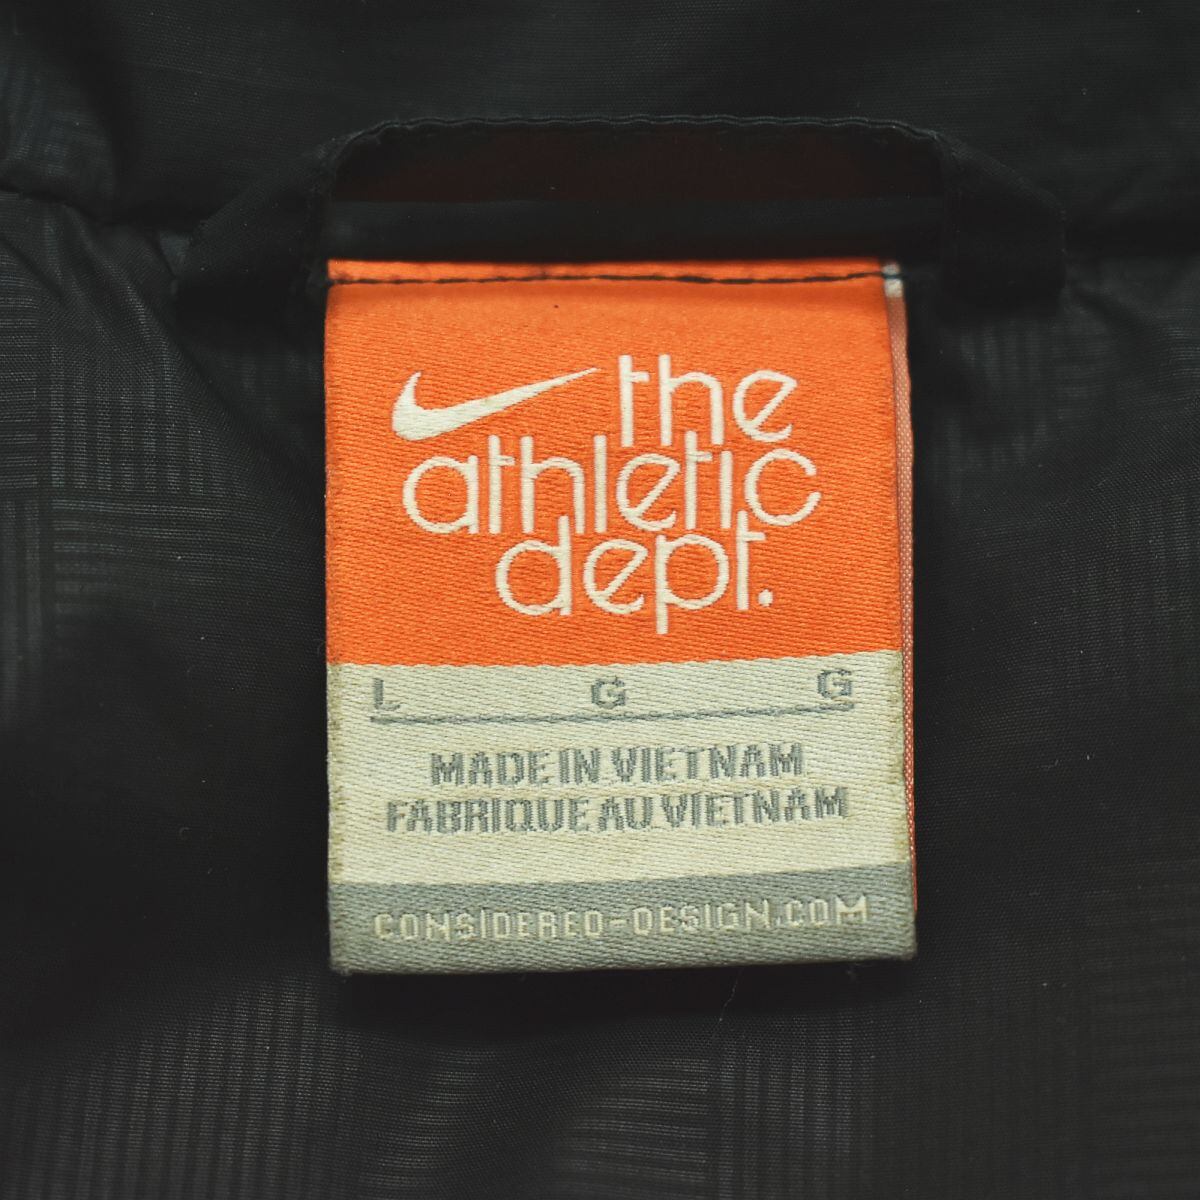 the
athletic
dept.
L G G
MADE IN VIETNAM
FABRIQUE AU VIETNAM
CONSIDERED-DESIGN.COM